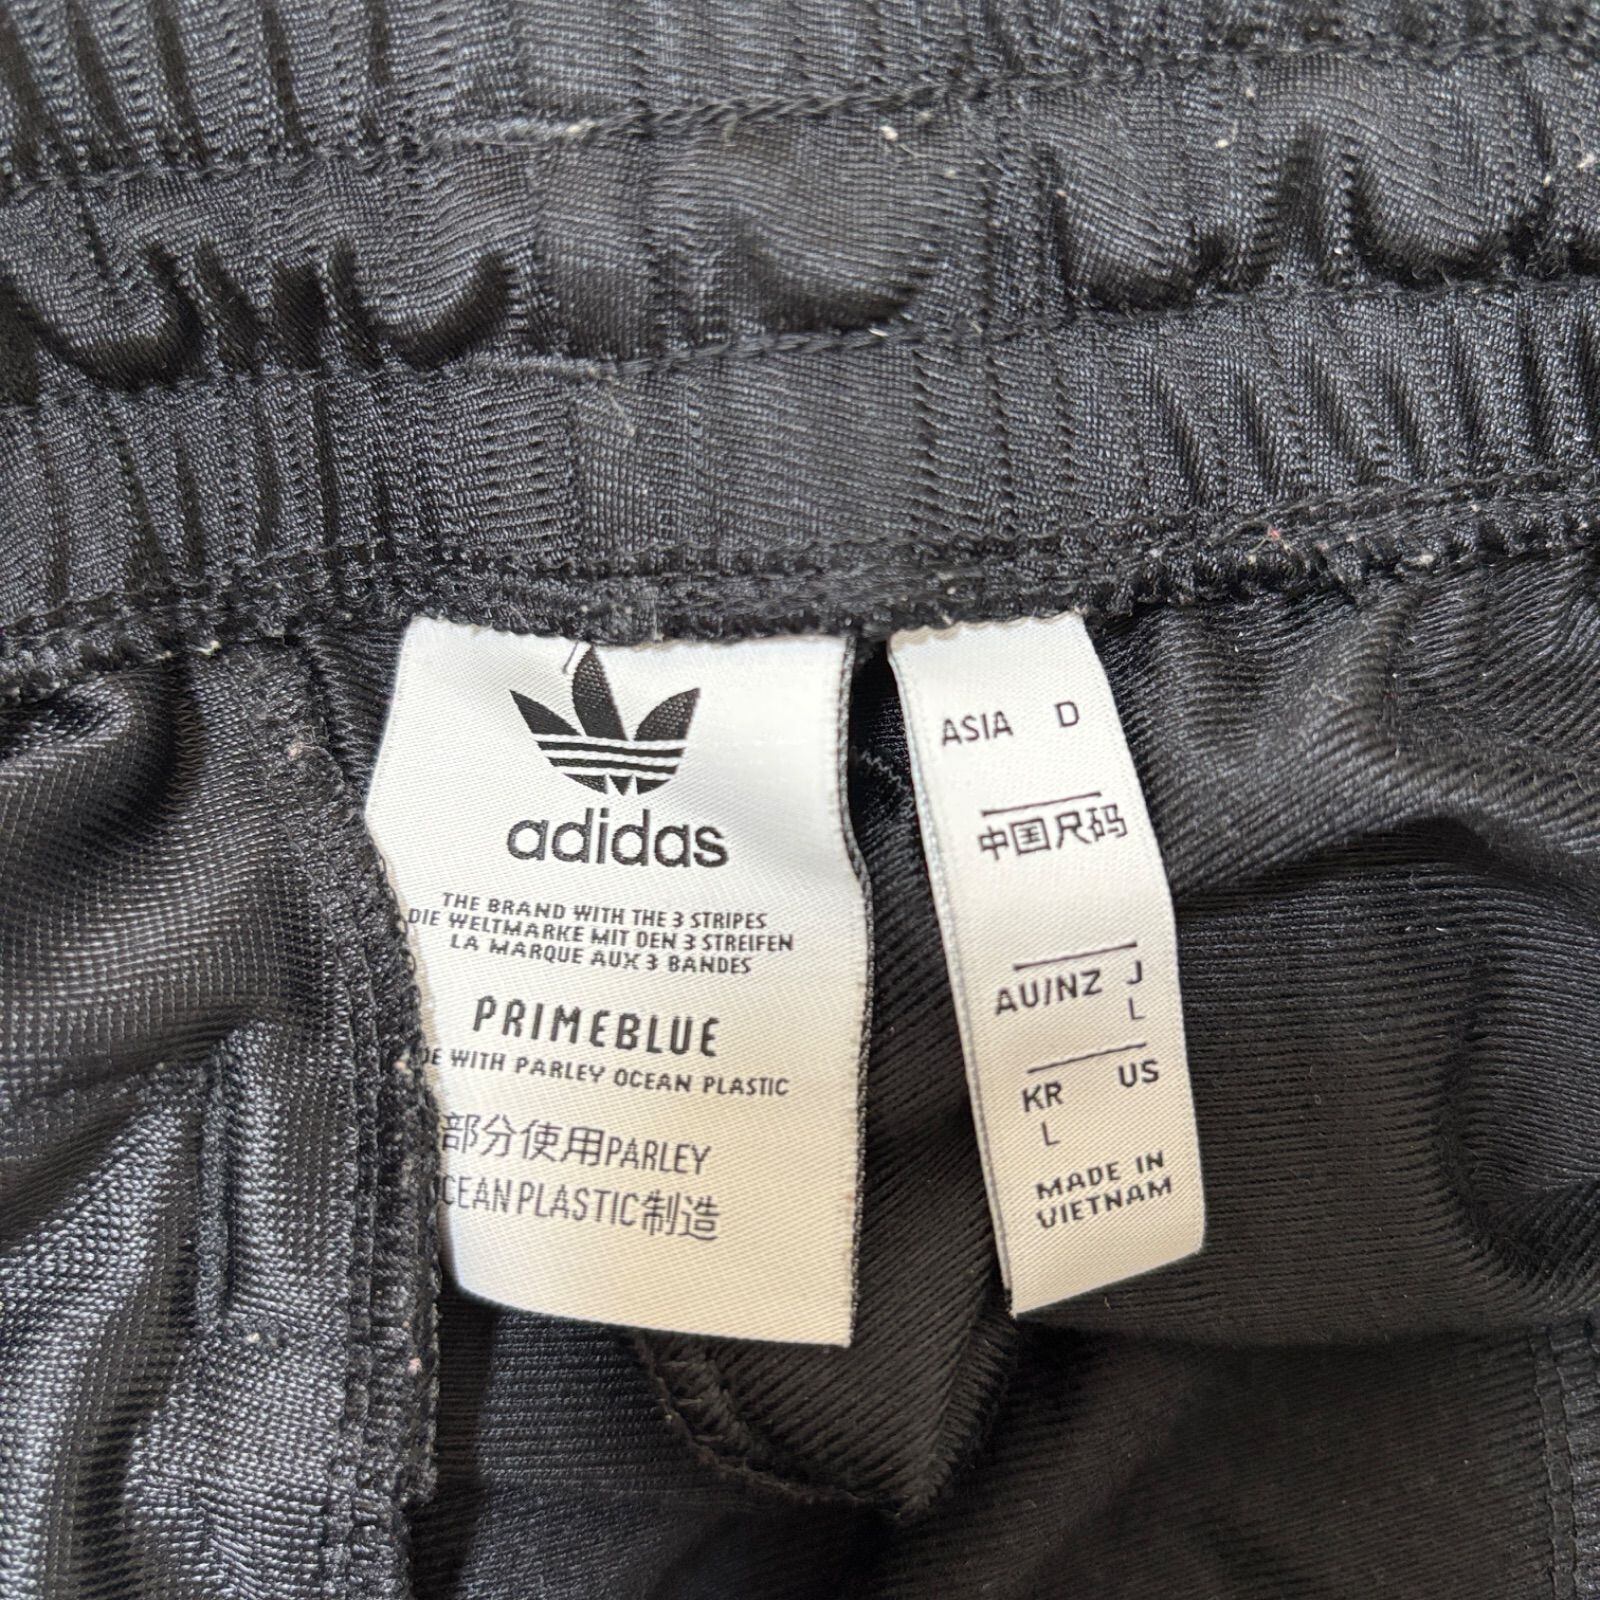 adidas
THE BRAND WITH THE 3 STRIPES
DIE WELTMARKE MIT DEN 3 STREIFEN
LA MARQUE AUX 3 BANDES
PRIMEBLUE
WITH PARLEY OCEAN PLASTIC
部分使用PARLEY
PLASTIC制造
ASIA D
中国尺码
AU/NZ J
L
KR US
L
MADE IN
VIETNAM